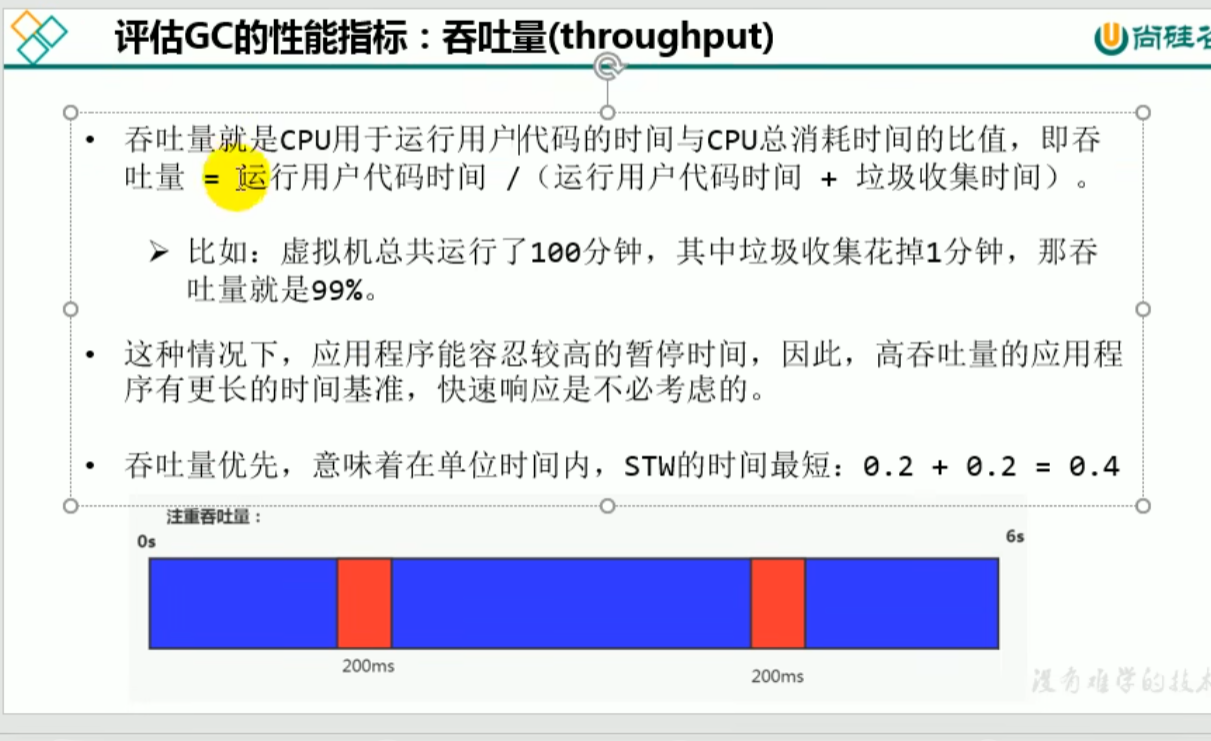 评估GC的性能指标：吞吐量(throughput)
尚硅谷
• 吞吐量就是CPU用于运行用户代码的时间与CPU总消耗时间的比值，即吞
吐量 = 运行用户代码时间 /（运行用户代码时间 + 垃圾收集时间）。
➢ 比如：虚拟机总共运行了100分钟，其中垃圾收集花掉1分钟，那吞
吐量就是99%。
• 这种情况下，应用程序能容忍较高的暂停时间，因此，高吞吐量的应用程
序有更长的时间基准，快速响应是不必考虑的。
• 吞吐量优先，意味着在单位时间内，STW的时间最短：0.2 + 0.2 = 0.4
注重吞吐量：
0s
6s
200ms
200ms
没有难学的技术